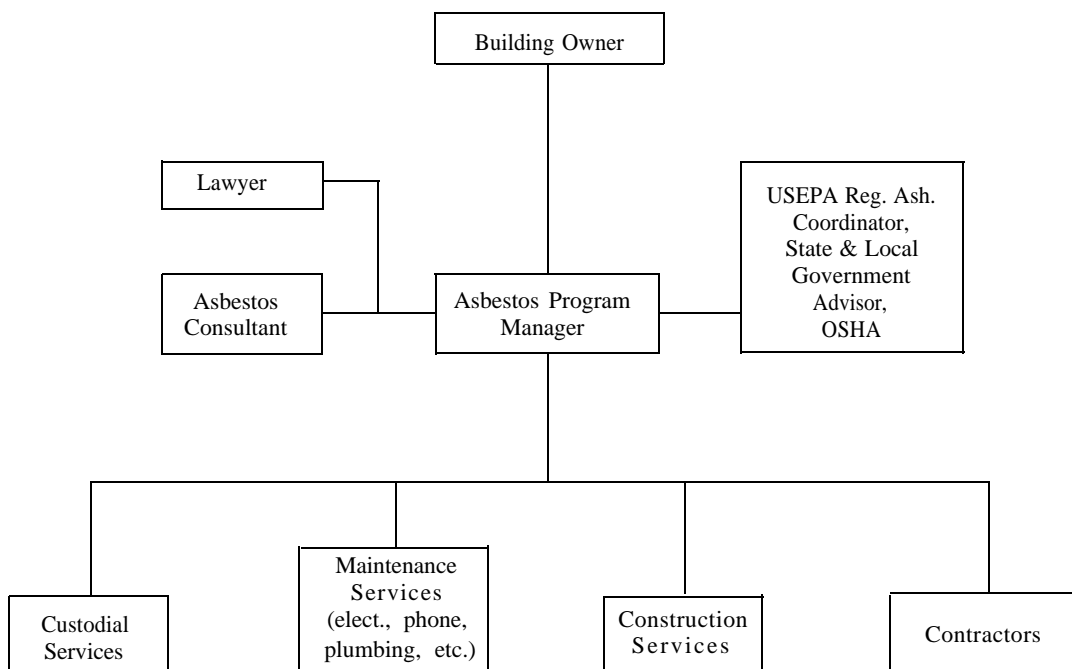 Building Owner
Lawyer
USEPA Reg. Ash.
Coordinator,
State & Local
Government
Advisor,
OSHA
Asbestos
Consultant
Asbestos Program
Manager
Custodial
Services
Maintenance
Services
(elect., phone,
plumbing, etc.)
Construction
Services
Contractors